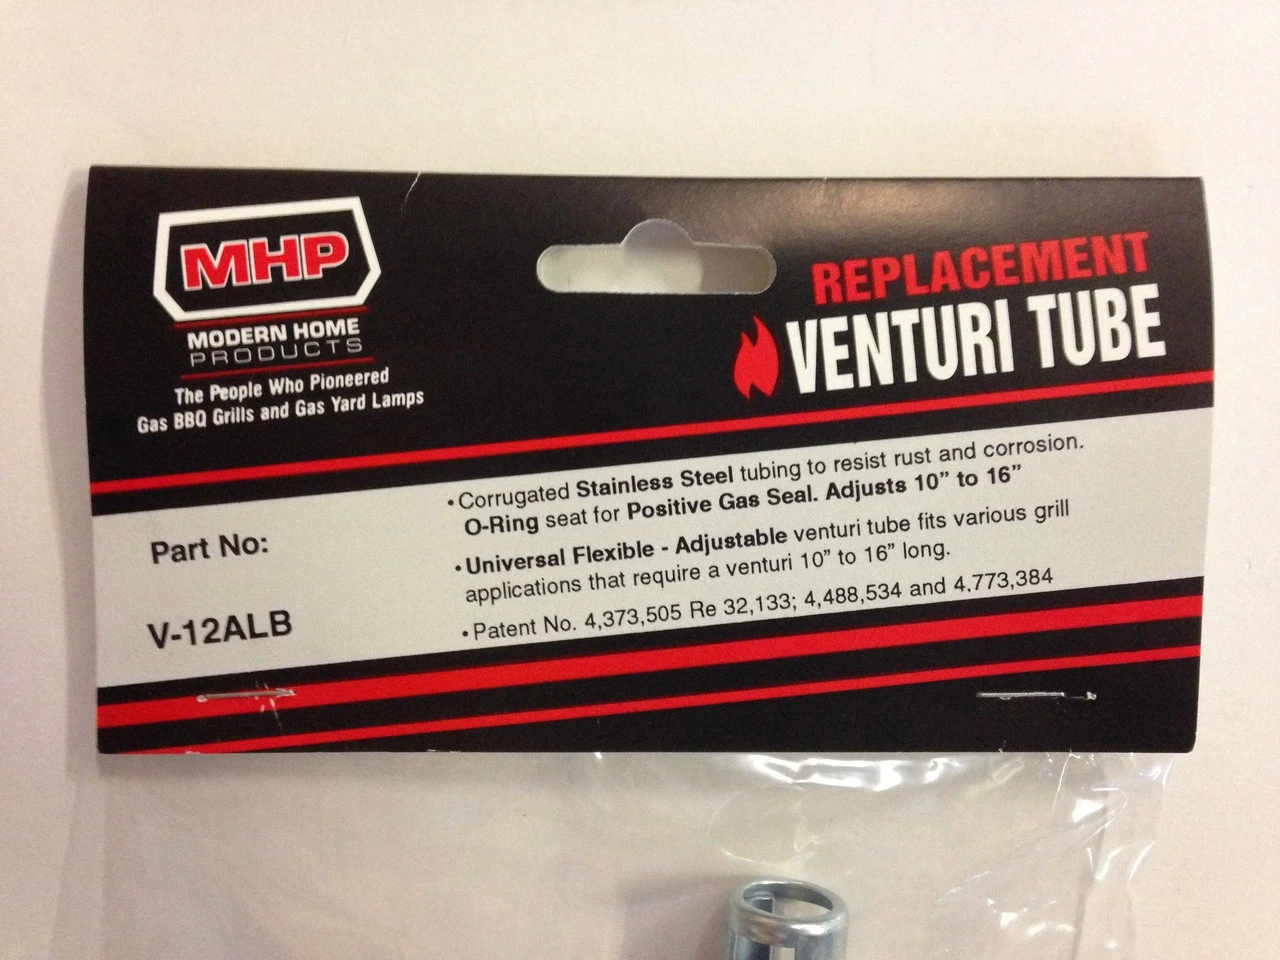 MHP
MODERN HOME
PRODUCTS
The People Who Pioneered
Gas BBQ Grills and Gas Yard Lamps
REPLACEMENT
VENTURI TUBE
Part No:
V-12ALB
• Corrugated Stainless Steel tubing to resist rust and corrosion.
O-Ring seat for Positive Gas Seal. Adjusts 10" to 16"
• Universal Flexible - Adjustable venturi tube fits various grill
applications that require a venturi 10" to 16" long.
• Patent No. 4,373,505 Re 32,133; 4,488,534 and 4,773,384